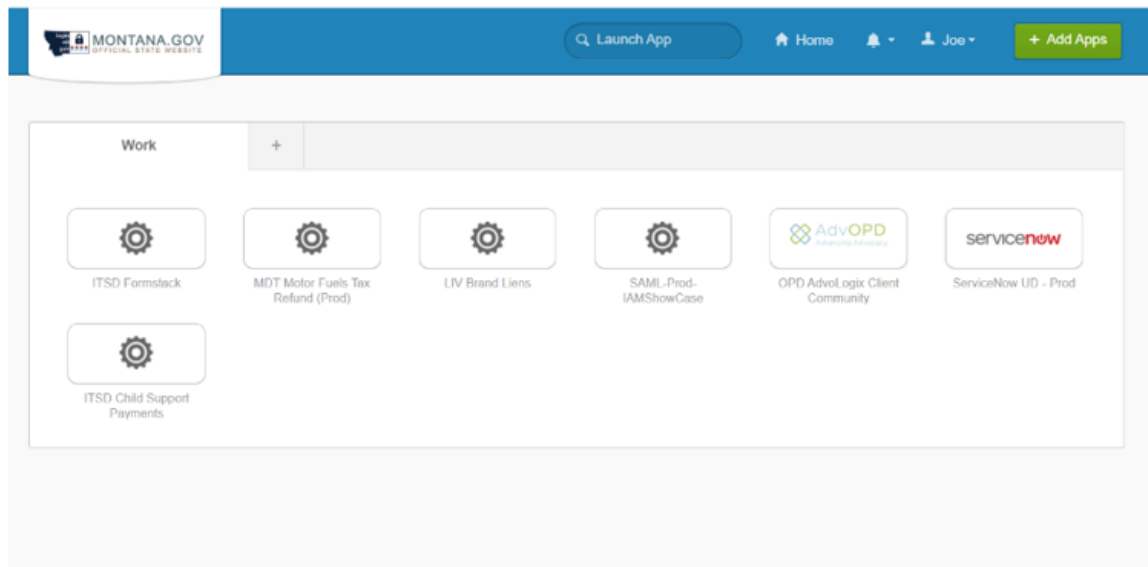 MONTANA.GOV
OFFICIAL STATE WEBSITE
Launch App
Home
Joe
+ Add Apps
Work
+
AdvOPD
Advancing Advocacy
servicenow
ITSD Formstack
MDT Motor Fuels Tax
Refund (Prod)
LIV Brand Liens
SAML-Prod-
IAMShowCase
OPD AdvoLogix Client
Community
ServiceNow UD - Prod
ITSD Child Support
Payments